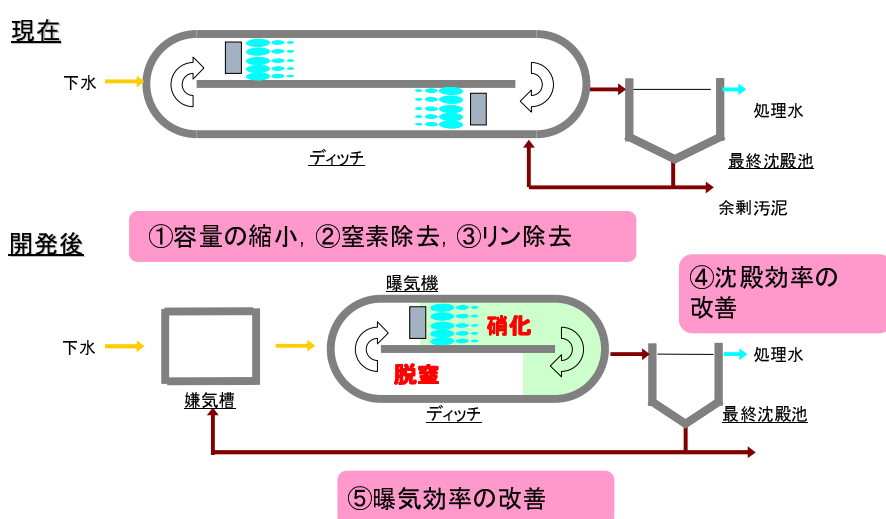 現在
下水
処理水
ディッチ
最終沈殿池
余剰汚泥
開発後
①容量の縮小，②窒素除去，③リン除去
④沈殿効率の
改善
曝気機
硝化
下水
処理水
脱窒
嫌気槽
ディッチ
最終沈殿池
⑤曝気効率の改善